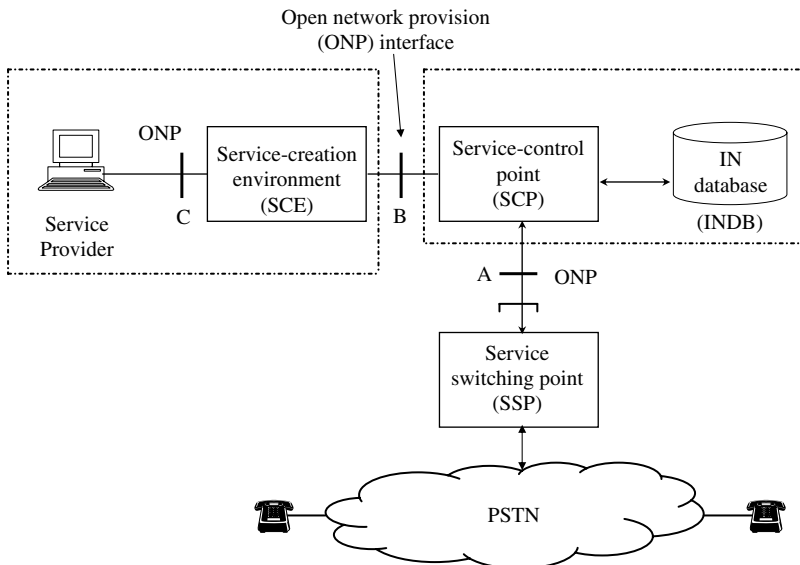 Open network provision
(ONP) interface
ONP
Service-creation
environment
(SCE)
C
B
Service
Provider
Service-control
point
(SCP)
IN
database
(INDB)
A
ONP
Service
switching point
(SSP)
PSTN